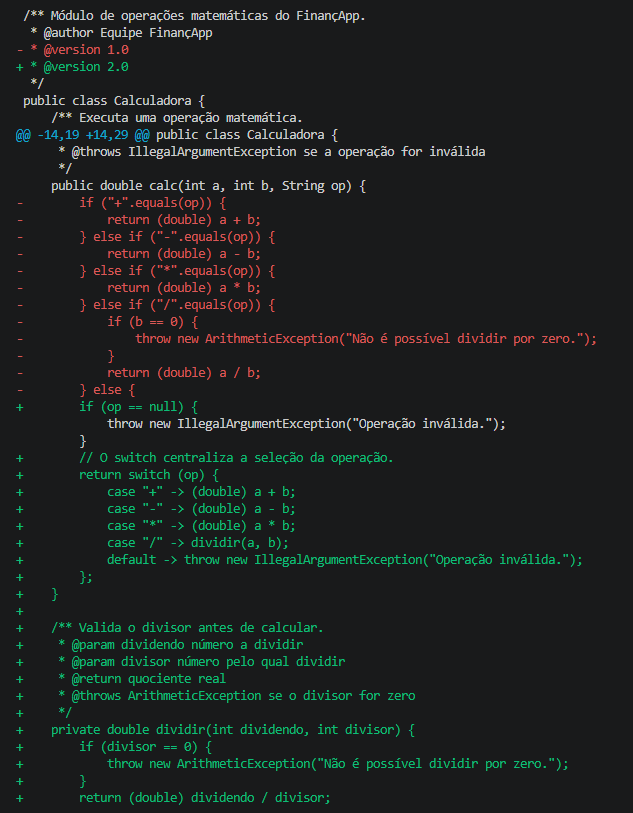 /** Módulo de operações matemáticas do FinançApp.
  * @author Equipe FinançApp
- * @version 1.0
+ * @version 2.0
  */
 public class Calculadora {
     /** Executa uma operação matemática.
@@ -14,19 +14,29 @@ public class Calculadora {
      * @throws IllegalArgumentException se a operação for inválida
      */
     public double calc(int a, int b, String op) {
-        if ("+".equals(op)) {
-            return (double) a + b;
-        } else if ("-".equals(op)) {
-            return (double) a - b;
-        } else if ("*".equals(op)) {
-            return (double) a * b;
-        } else if ("/".equals(op)) {
-            if (b == 0) {
-                throw new ArithmeticException("Não é possível dividir por zero.");
-            }
-            return (double) a / b;
-        } else {
+        if (op == null) {
             throw new IllegalArgumentException("Operação inválida.");
         }
+        // O switch centraliza a seleção da operação.
+        return switch (op) {
+            case "+" -> (double) a + b;
+            case "-" -> (double) a - b;
+            case "*" -> (double) a * b;
+            case "/" -> dividir(a, b);
+            default -> throw new IllegalArgumentException("Operação inválida.");
+        };
+    }
+
+    /** Valida o divisor antes de calcular.
+     * @param dividendo número a dividir
+     * @param divisor número pelo qual dividir
+     * @return quociente real
+     * @throws ArithmeticException se o divisor for zero
+     */
+    private double dividir(int dividendo, int divisor) {
+        if (divisor == 0) {
+            throw new ArithmeticException("Não é possível dividir por zero.");
+        }
+        return (double) dividendo / divisor;